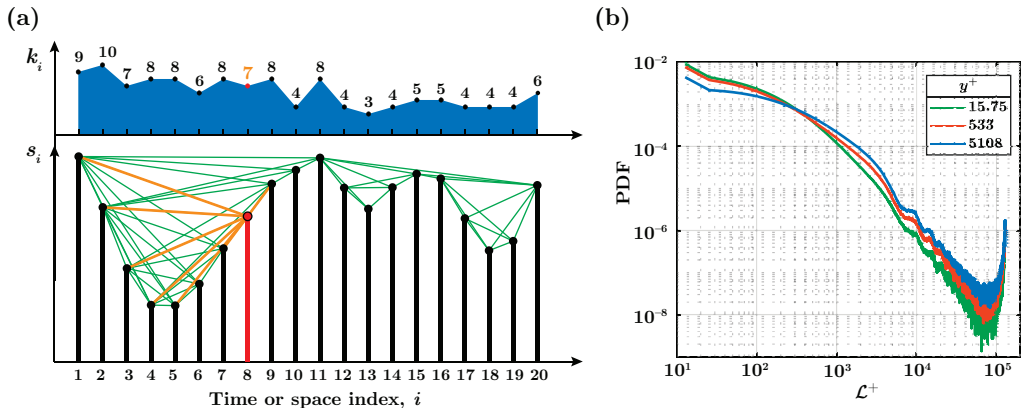 (a)
k_i
9 10 7 8 8 6 8 7 8 4 8 4 3 4 5 5 4 4 4 6
s_i
1 2 3 4 5 6 7 8 9 10 11 12 13 14 15 16 17 18 19 20
Time or space index, i
(b)
PDF
10^−2
10^−4
10^−6
10^−8
y^+
15.75
533
5108
10^1 10^2 10^3 10^4 10^5
ℒ^+